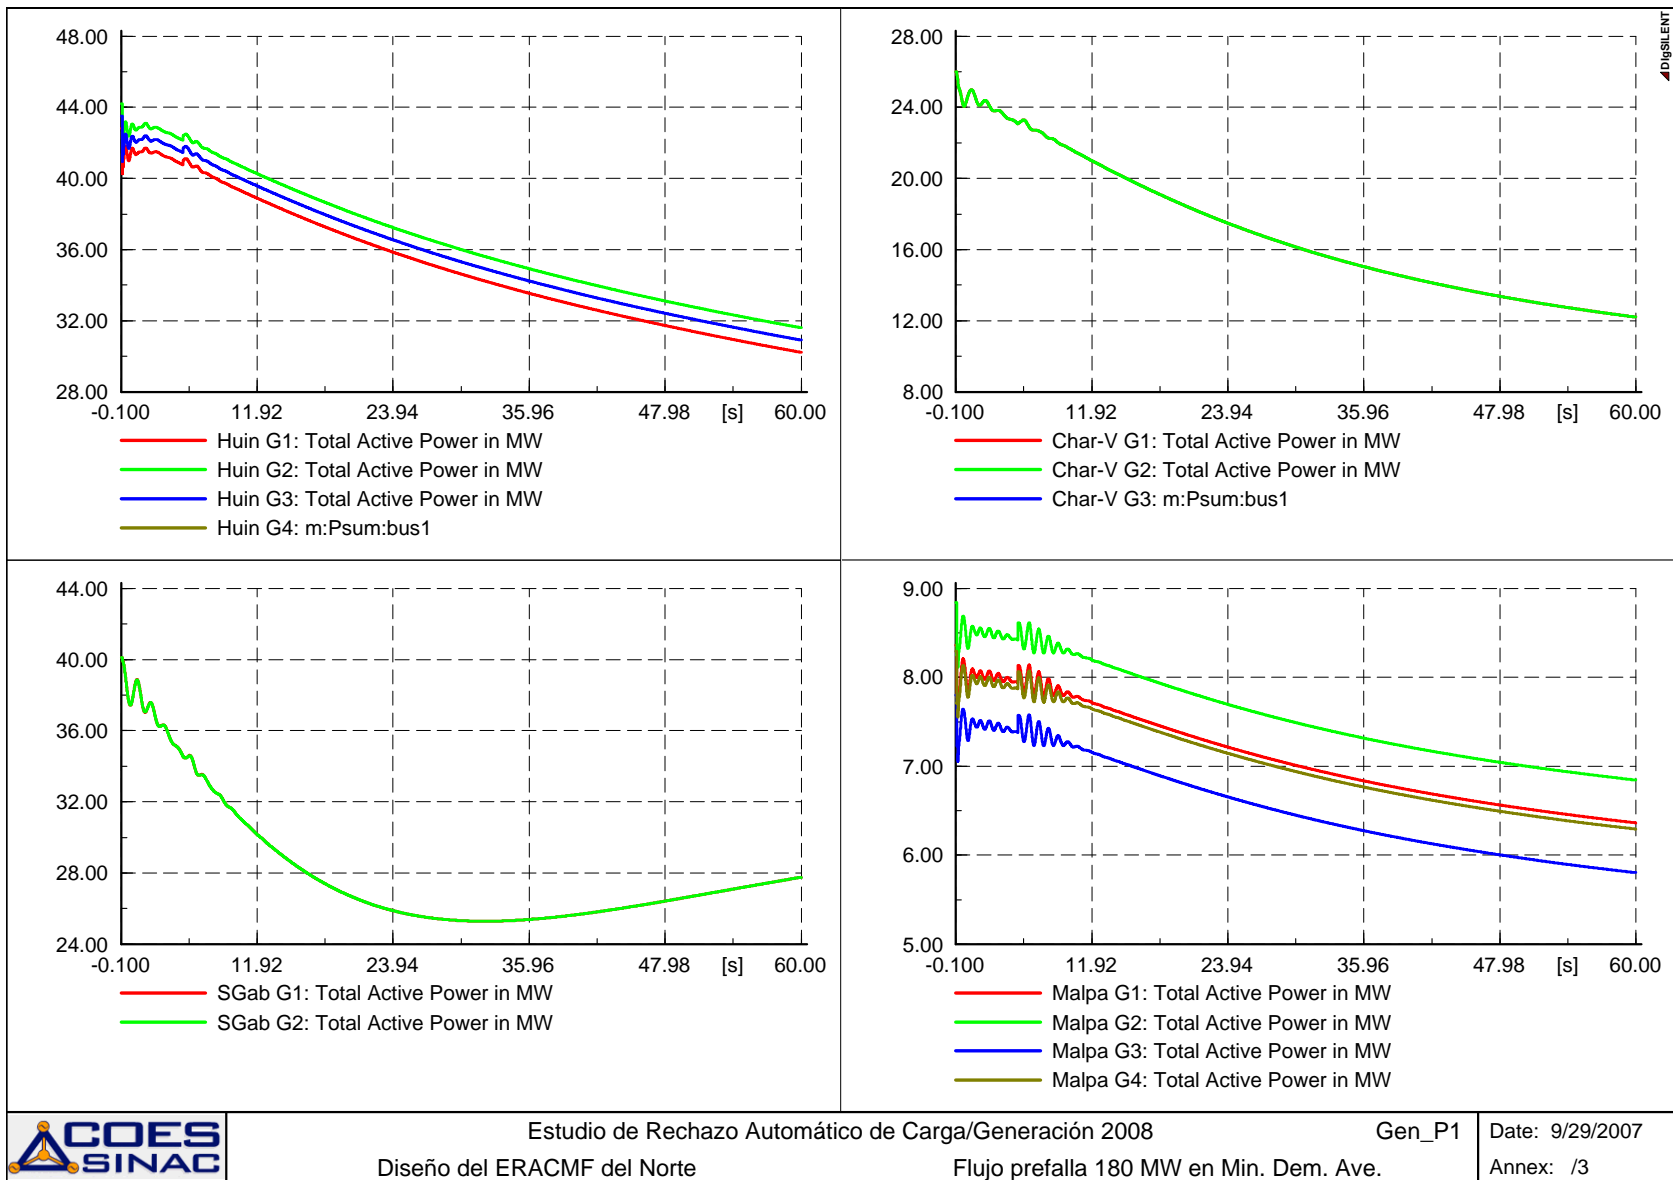 DIgSILENT
48.00
44.00
40.00
36.00
32.00
28.00
-0.100 11.92 23.94 35.96 47.98 [s] 60.00
Huin G1: Total Active Power in MW
Huin G2: Total Active Power in MW
Huin G3: Total Active Power in MW
Huin G4: m:Psum:bus1
28.00
24.00
20.00
16.00
12.00
8.00
-0.100 11.92 23.94 35.96 47.98 [s] 60.00
Char-V G1: Total Active Power in MW
Char-V G2: Total Active Power in MW
Char-V G3: m:Psum:bus1
44.00
40.00
36.00
32.00
28.00
24.00
-0.100 11.92 23.94 35.96 47.98 [s] 60.00
SGab G1: Total Active Power in MW
SGab G2: Total Active Power in MW
9.00
8.00
7.00
6.00
5.00
-0.100 11.92 23.94 35.96 47.98 [s] 60.00
Malpa G1: Total Active Power in MW
Malpa G2: Total Active Power in MW
Malpa G3: Total Active Power in MW
Malpa G4: Total Active Power in MW
COES
SINAC
Estudio de Rechazo Automático de Carga/Generación 2008 Gen_P1
Diseño del ERACMF del Norte Flujo prefalla 180 MW en Min. Dem. Ave.
Date: 9/29/2007
Annex: /3